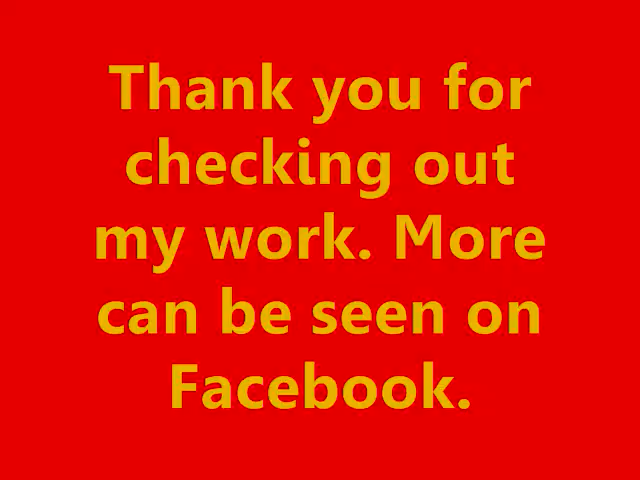 Thank you for
checking out
my work. More
can be seen on
Facebook.